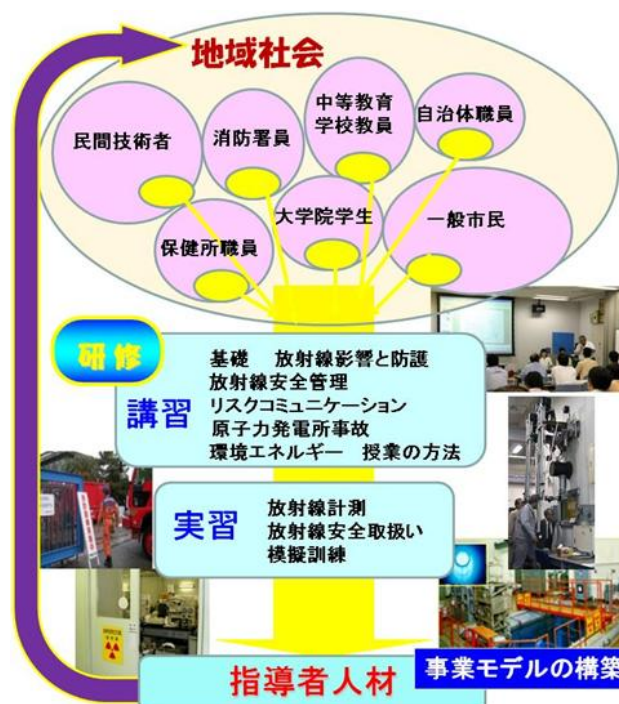 地域社会
民間技術者
消防署員
中等教育
学校教員
自治体職員
保健所職員
大学院学生
一般市民
研修
講習
基礎　放射線影響と防護
放射線安全管理
リスクコミュニケーション
原子力発電所事故
環境エネルギー　授業の方法
実習
放射線計測
放射線安全取扱い
模擬訓練
指導者人材
事業モデルの構築